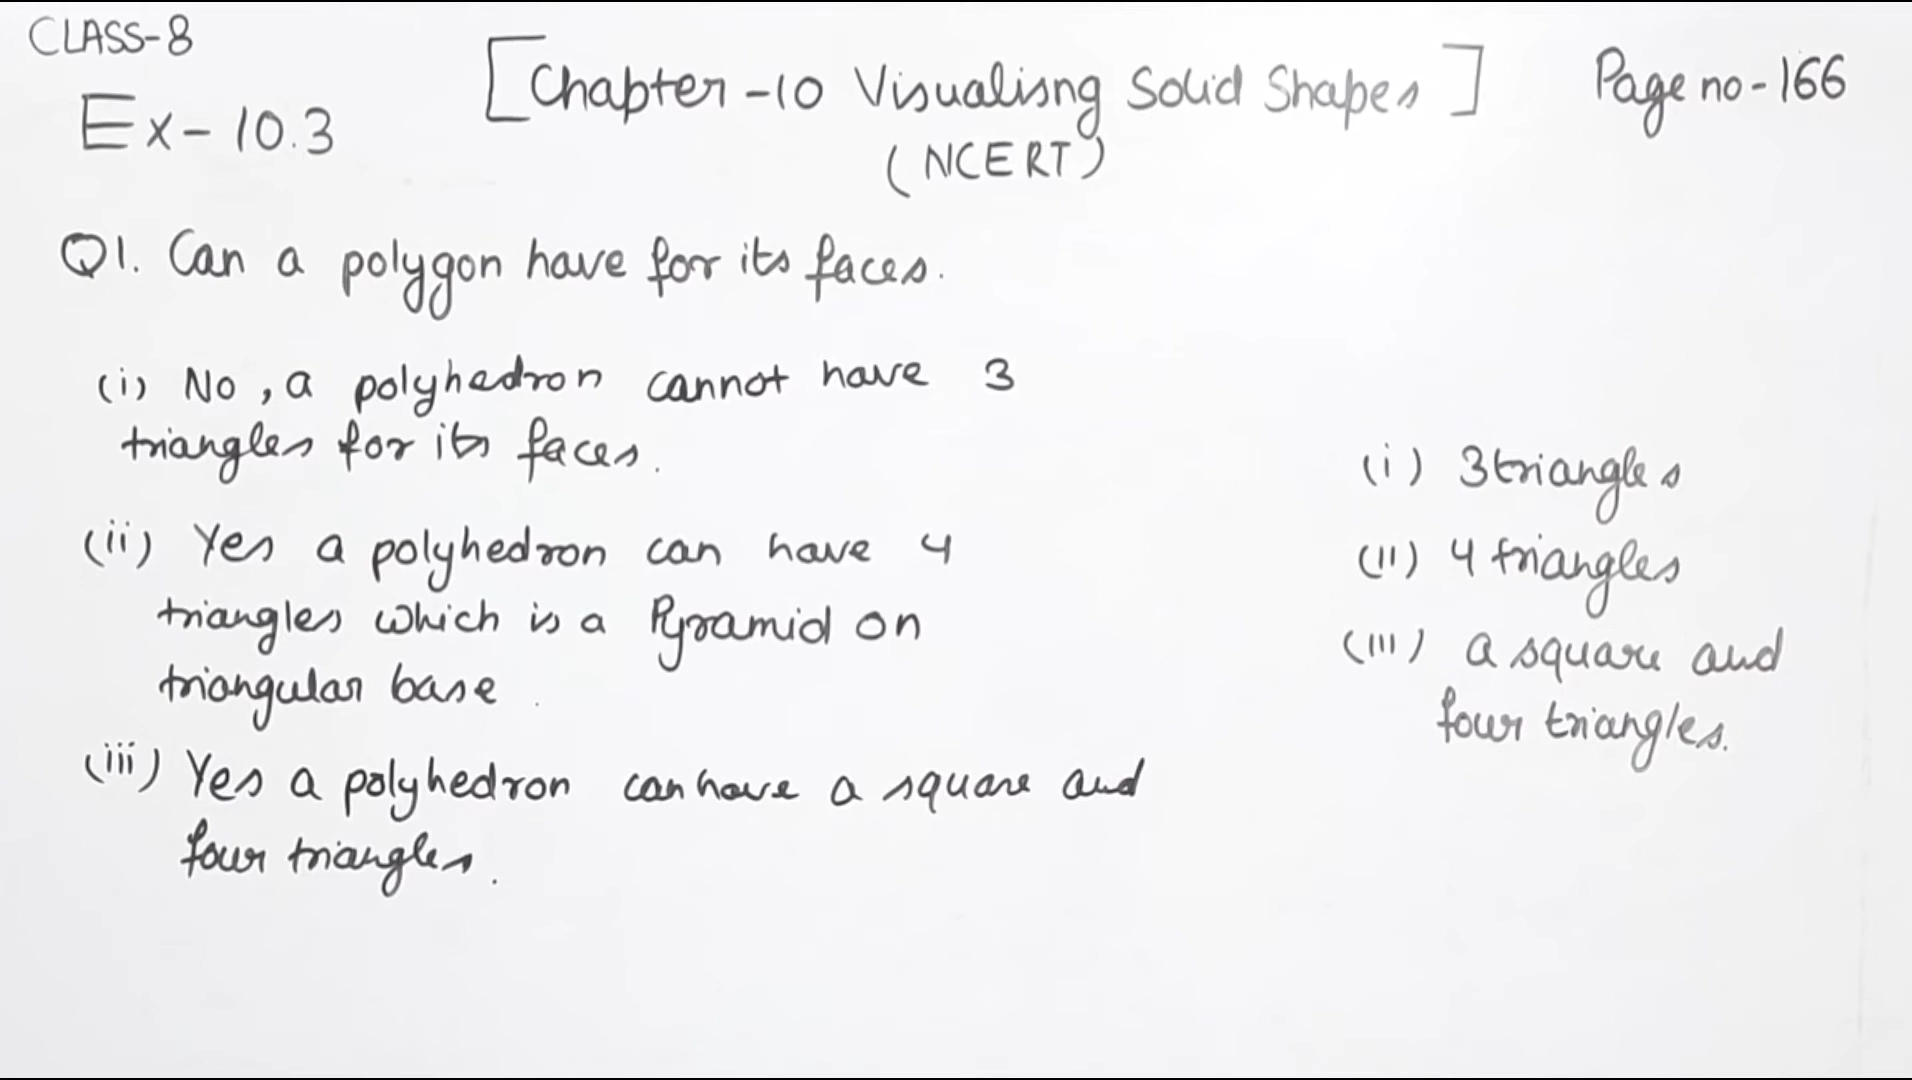 CLASS-8
Ex-10.3
[Chapter-10 Visualisng Solid Shapes]
(NCERT)
Page no-166
Q1. Can a polygon have for its faces.
(i) No, a polyhedron cannot have 3
triangles for its faces.
(ii) Yes a polyhedron can have 4
triangles which is a Pyramid on
triangular base.
(iii) Yes a polyhedron can have a square and
four triangles.
(i) 3 triangles
(II) 4 triangles
(III) a square and
four triangles.